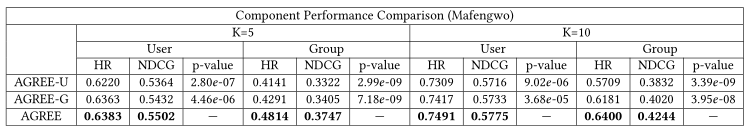 Component Performance Comparison (Mafengwo)
K=5 K=10
User Group User Group
HR NDCG p-value HR NDCG p-value HR NDCG p-value HR NDCG p-value
AGREE-U 0.6220 0.5364 2.80e-07 0.4141 0.3322 2.99e-09 0.7309 0.5716 9.02e-06 0.5709 0.3832 3.39e-09
AGREE-G 0.6363 0.5432 4.46e-06 0.4291 0.3405 7.18e-09 0.7417 0.5733 3.68e-05 0.6181 0.4020 3.95e-08
AGREE 0.6383 0.5502 — 0.4814 0.3747 — 0.7491 0.5775 — 0.6400 0.4244 —